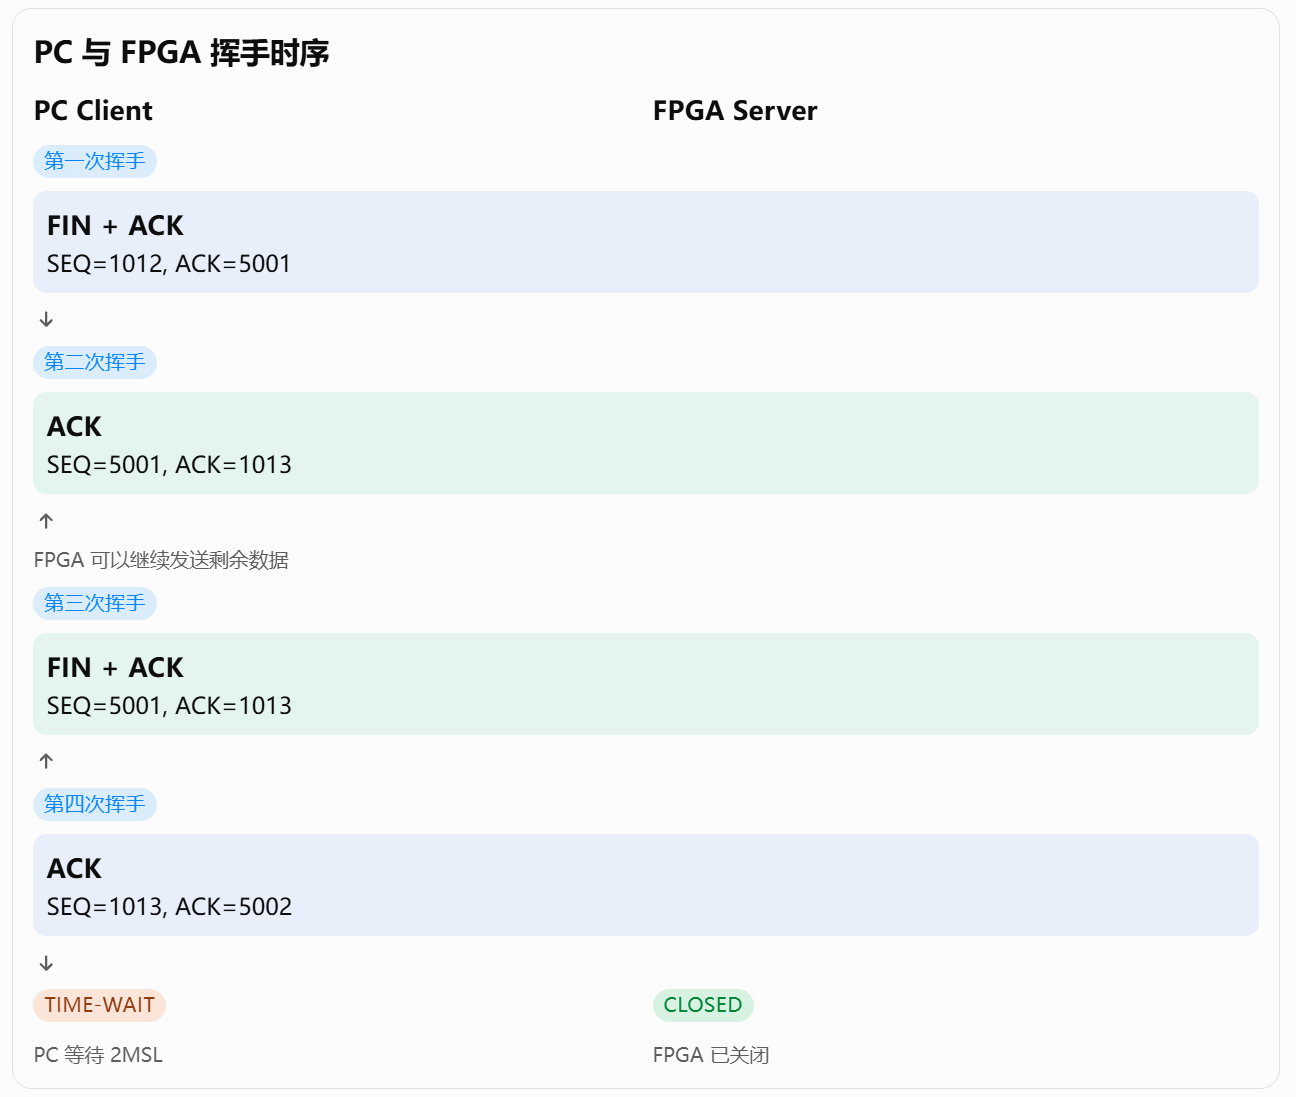 PC 与 FPGA 挥手时序
PC Client
FPGA Server
第一次挥手
FIN + ACK
SEQ=1012, ACK=5001
↓
第二次挥手
ACK
SEQ=5001, ACK=1013
↑
FPGA 可以继续发送剩余数据
第三次挥手
FIN + ACK
SEQ=5001, ACK=1013
↑
第四次挥手
ACK
SEQ=1013, ACK=5002
↓
TIME-WAIT
CLOSED
PC 等待 2MSL
FPGA 已关闭